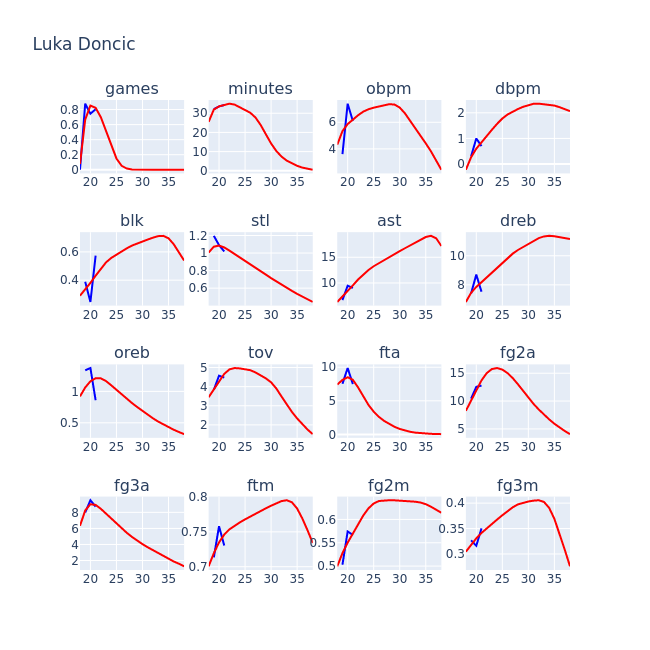 Luka Doncic
games minutes obpm dbpm
0.8 0.6 0.4 0.2 0 30 20 10 0 6 4 2 1 0
20 25 30 35 20 25 30 35 20 25 30 35 20 25 30 35
blk stl ast dreb
0.6 0.4 1.2 1 0.8 0.6 15 10 10 8
20 25 30 35 20 25 30 35 20 25 30 35 20 25 30 35
oreb tov fta fg2a
1 0.5 5 4 3 2 10 5 0 15 10 5
20 25 30 35 20 25 30 35 20 25 30 35 20 25 30 35
fg3a ftm fg2m fg3m
8 6 4 2 0.8 0.75 0.7 0.6 0.55 0.5 0.4 0.35 0.3
20 25 30 35 20 25 30 35 20 25 30 35 20 25 30 35